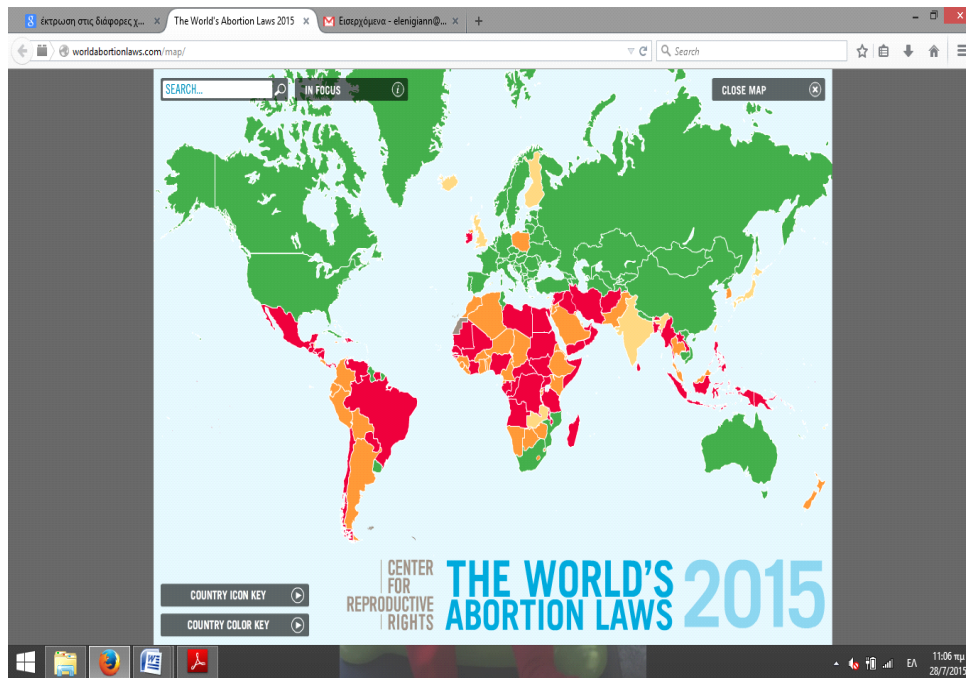 έκτρωση στις διάφορες χ...
The World's Abortion Laws 2015
Εισερχόμενα - elenigiann@...
worldabortionlaws.com/map/
Search
SEARCH...
IN FOCUS
CLOSE MAP
CENTER
FOR
REPRODUCTIVE
RIGHTS
THE WORLD'S
ABORTION LAWS
2015
COUNTRY ICON KEY
COUNTRY COLOR KEY
ΕΛ
11:06 πμ
28/7/2015